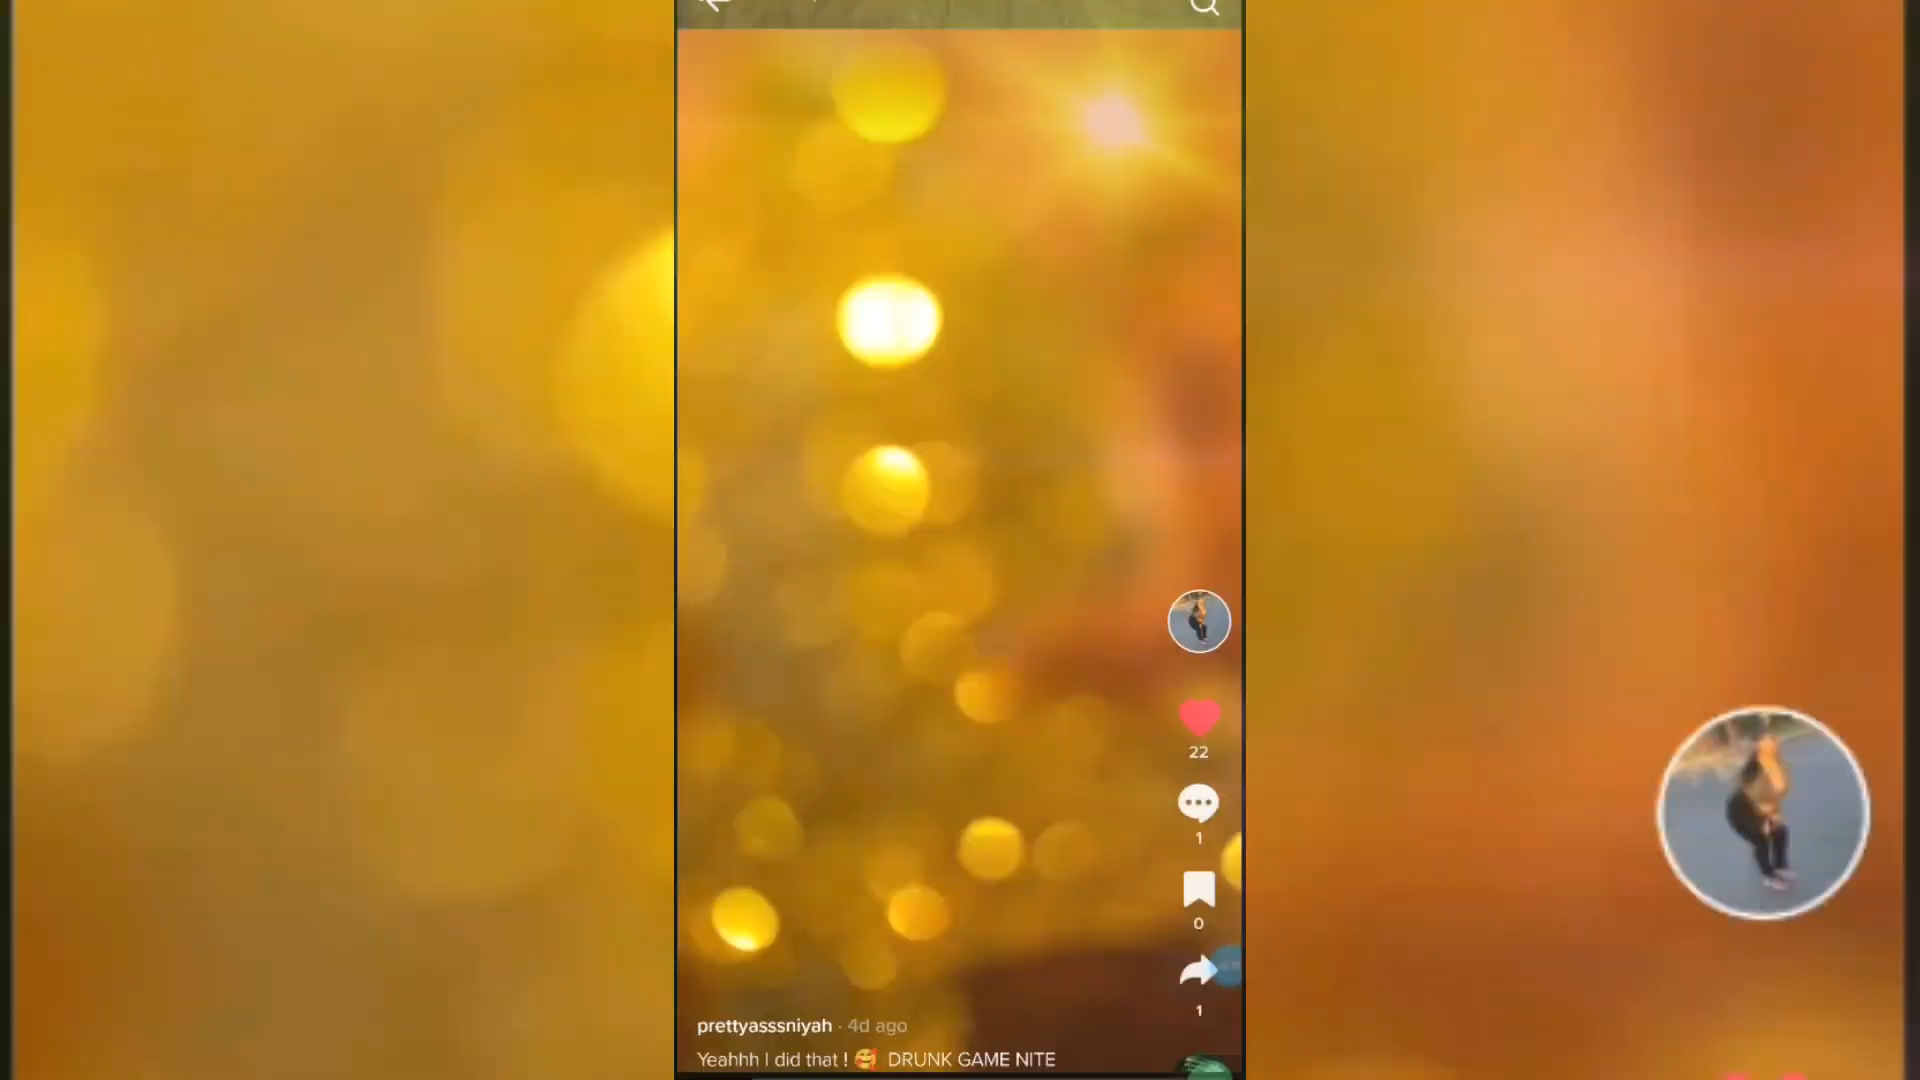 22
1
0
1
prettyasssniyah · 4d ago
Yeahhh I did that ! 🥰 DRUNK GAME NITE